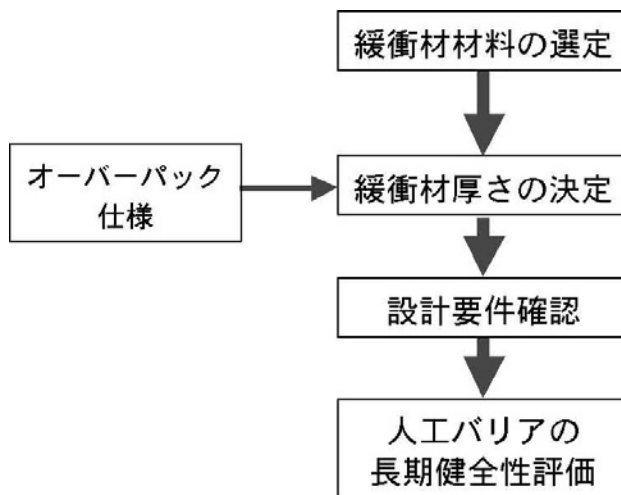 緩衝材材料の選定
オーバーパック
仕様
緩衝材厚さの決定
設計要件確認
人工バリアの
長期健全性評価